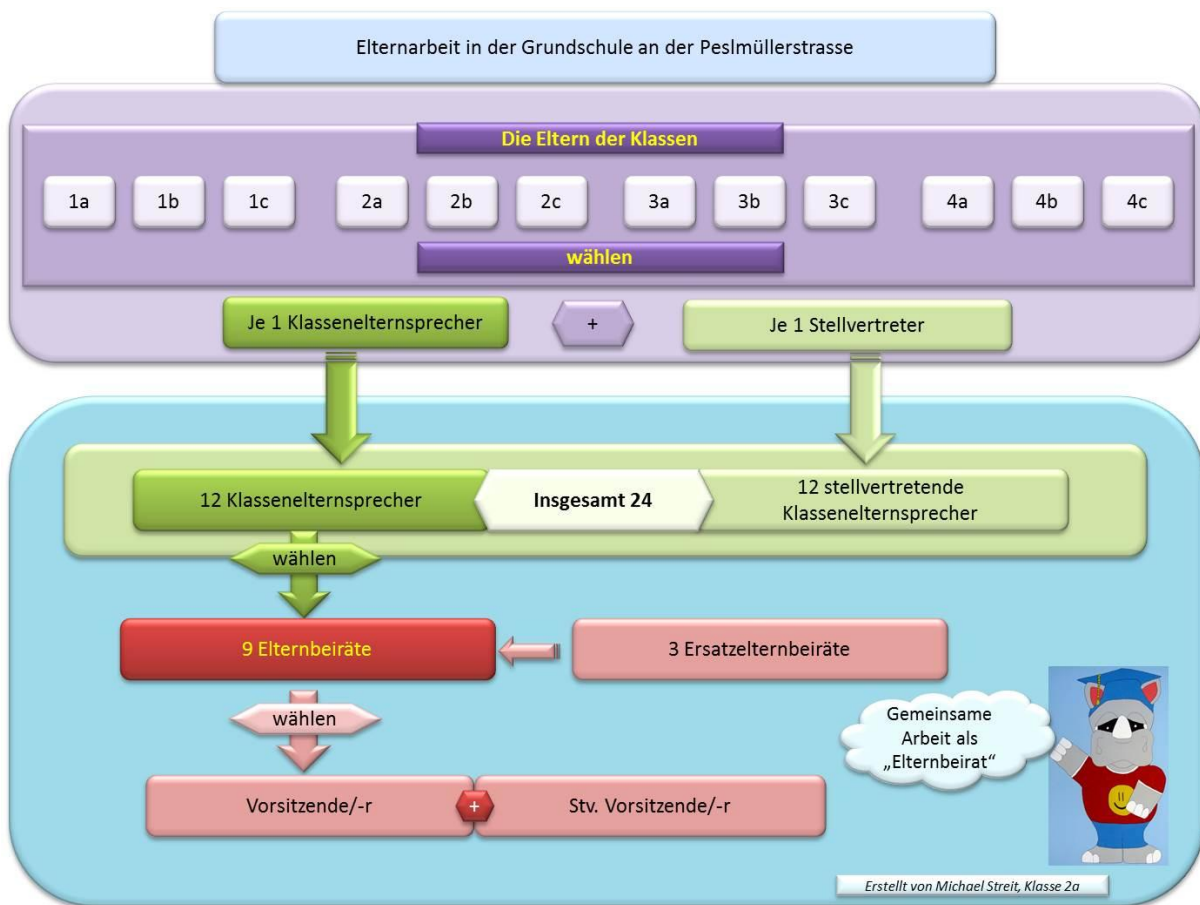 Elternarbeit in der Grundschule an der Peslmüllerstrasse
Die Eltern der Klassen
1a 1b 1c 2a 2b 2c 3a 3b 3c 4a 4b 4c
wählen
Je 1 Klassenelternsprecher + Je 1 Stellvertreter
12 Klassenelternsprecher
Insgesamt 24
12 stellvertretende
Klassenelternsprecher
wählen
9 Elternbeiräte
3 Ersatzelternbeiräte
wählen
Gemeinsame
Arbeit als
„Elternbeirat“
Vorsitzende/-r + Stv. Vorsitzende/-r
Erstellt von Michael Streit, Klasse 2a